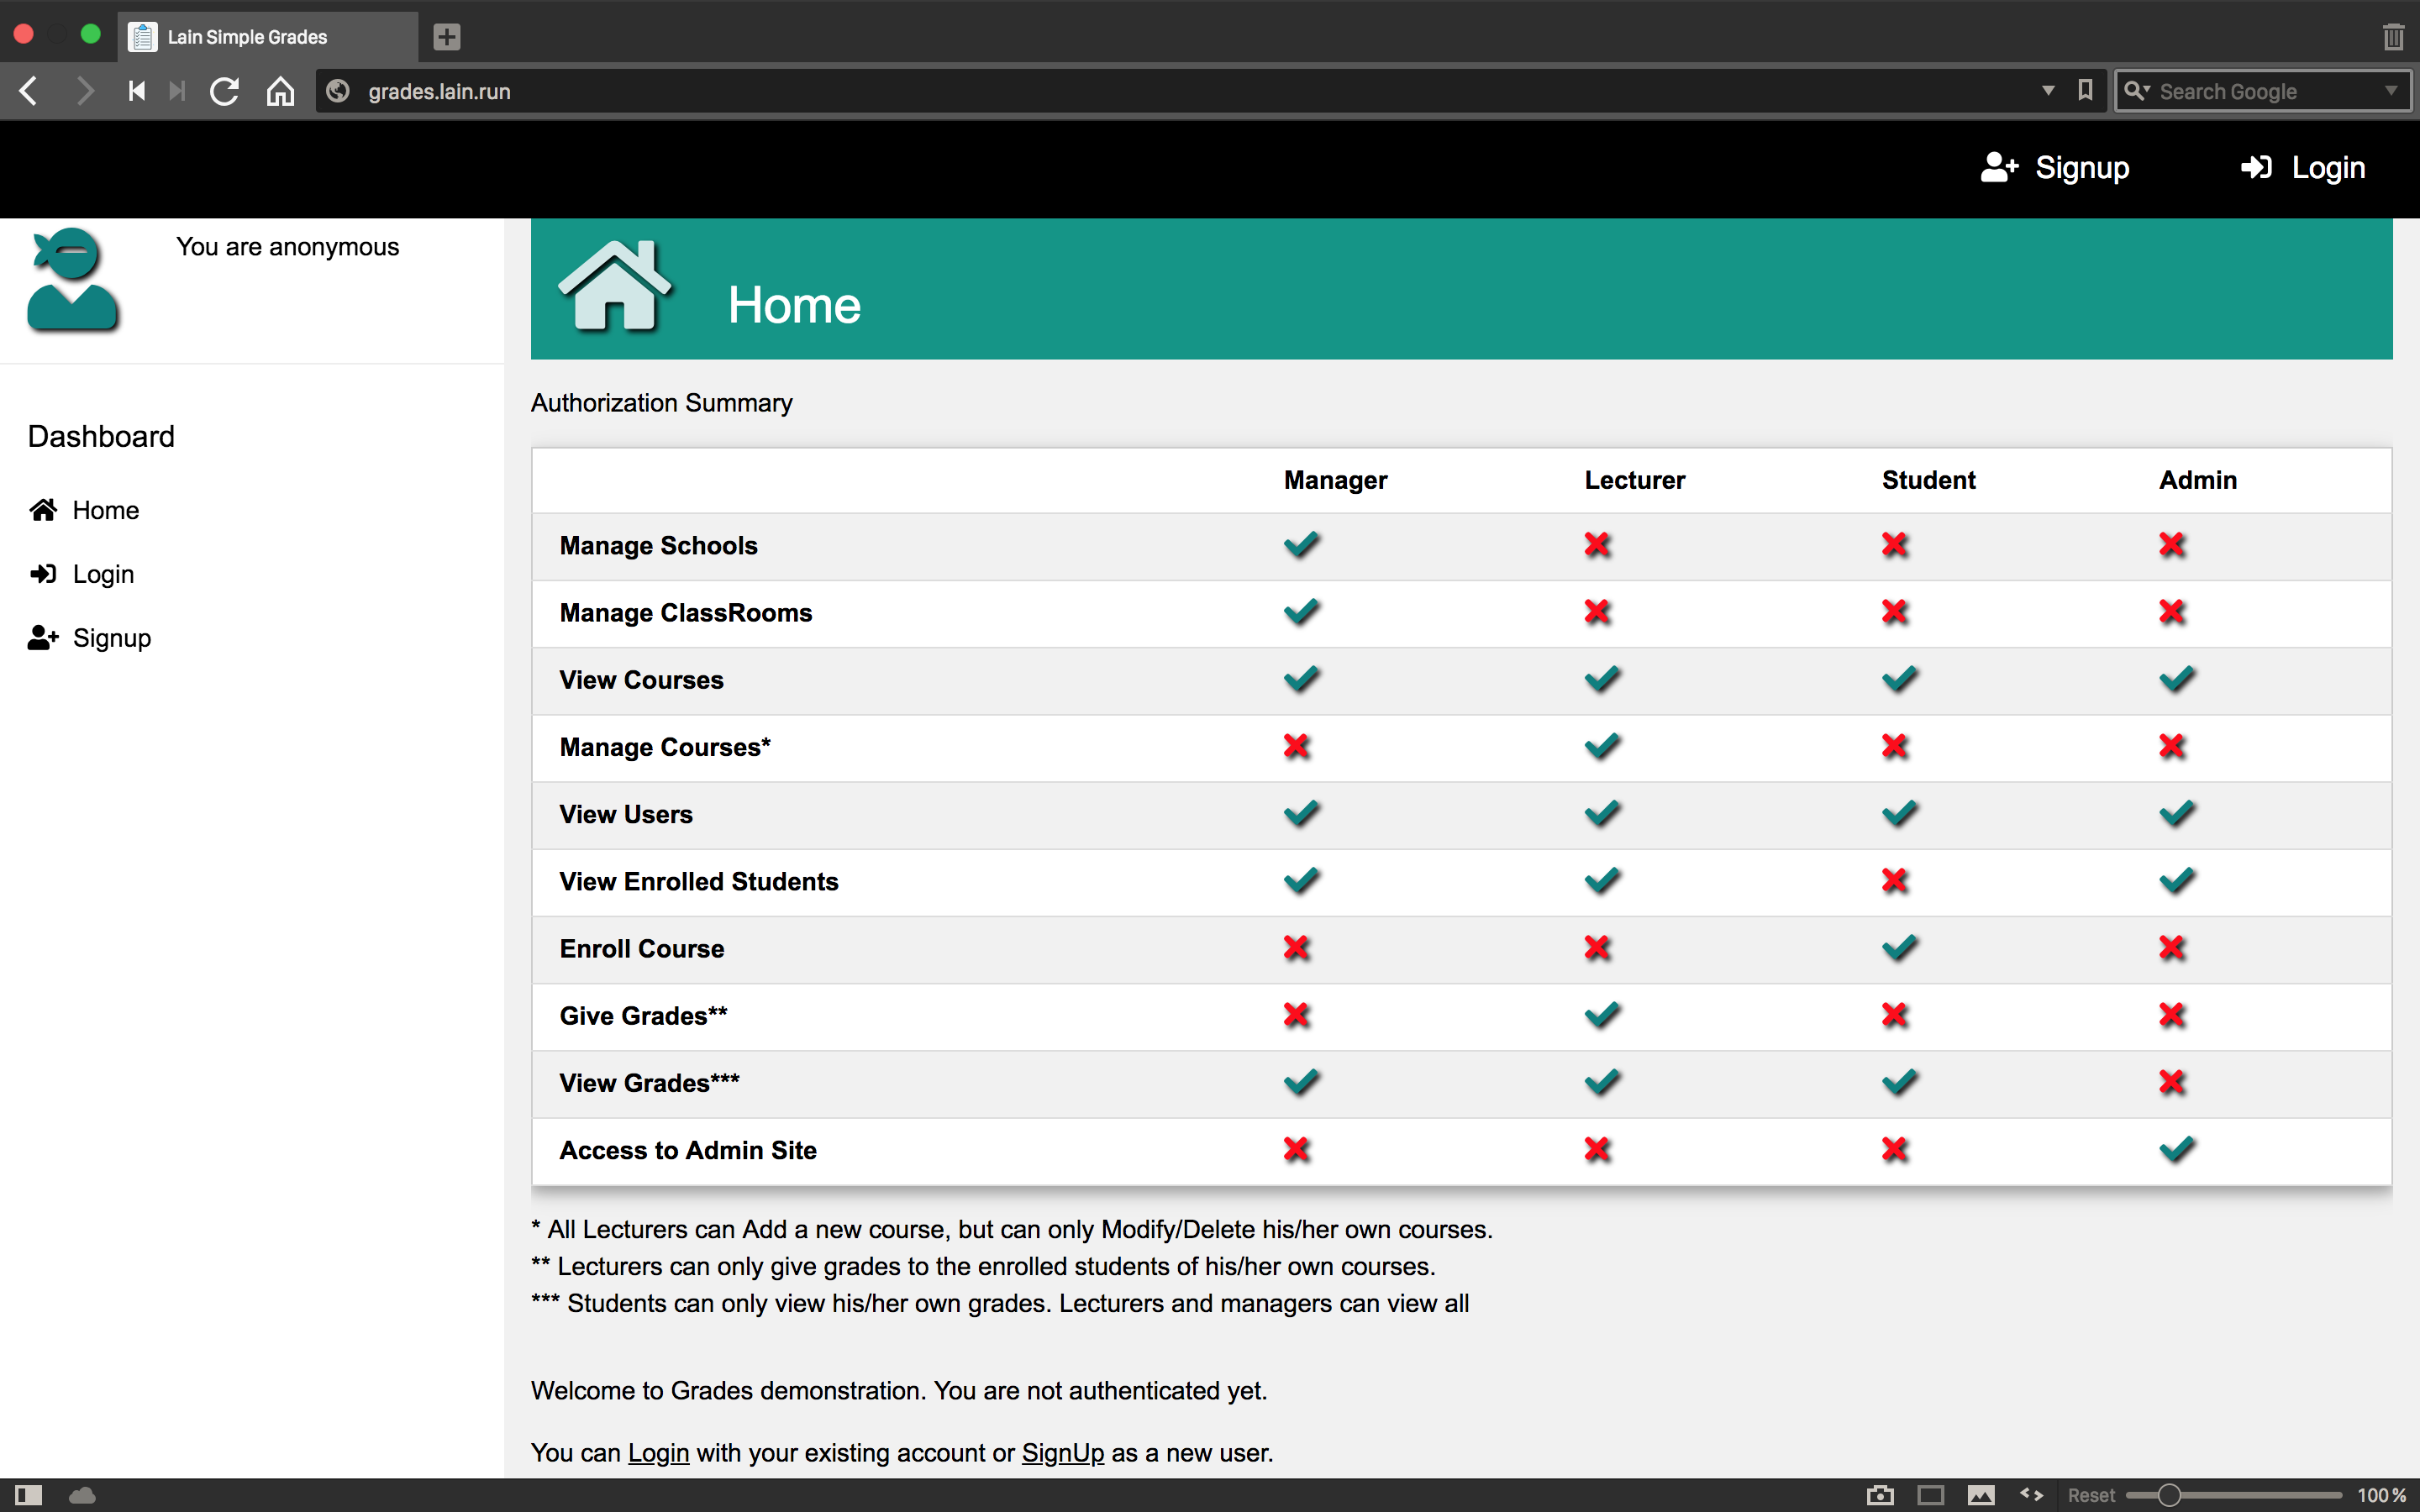 Lain Simple Grades
grades.lain.run
Search Google
Signup
Login
You are anonymous
Home
Dashboard
Home
Login
Signup
Authorization Summary
Manager Lecturer Student Admin
Manage Schools
Manage ClassRooms
View Courses
Manage Courses*
View Users
View Enrolled Students
Enroll Course
Give Grades**
View Grades***
Access to Admin Site
* All Lecturers can Add a new course, but can only Modify/Delete his/her own courses.
** Lecturers can only give grades to the enrolled students of his/her own courses.
*** Students can only view his/her own grades. Lecturers and managers can view all
Welcome to Grades demonstration. You are not authenticated yet.
You can Login with your existing account or SignUp as a new user.
Reset
100 %